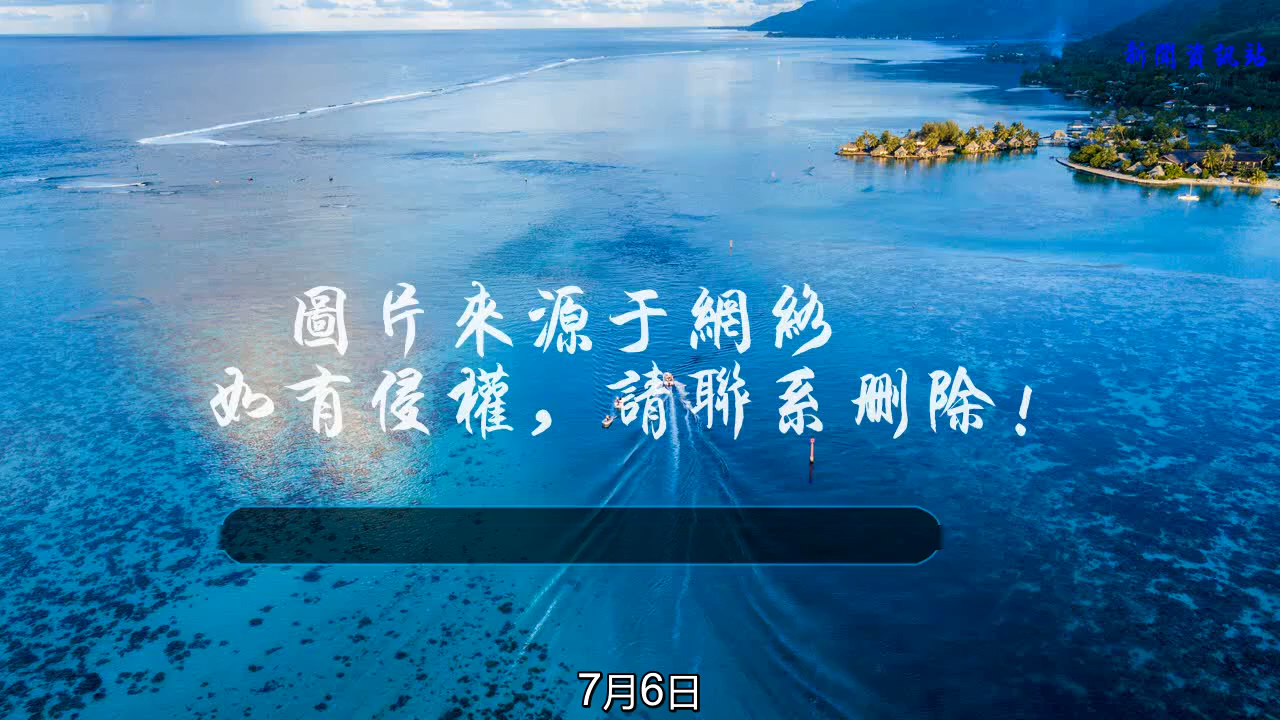 新聞資訊站
圖片來源于網絡
如有侵權，請聯系刪除！
7月6日